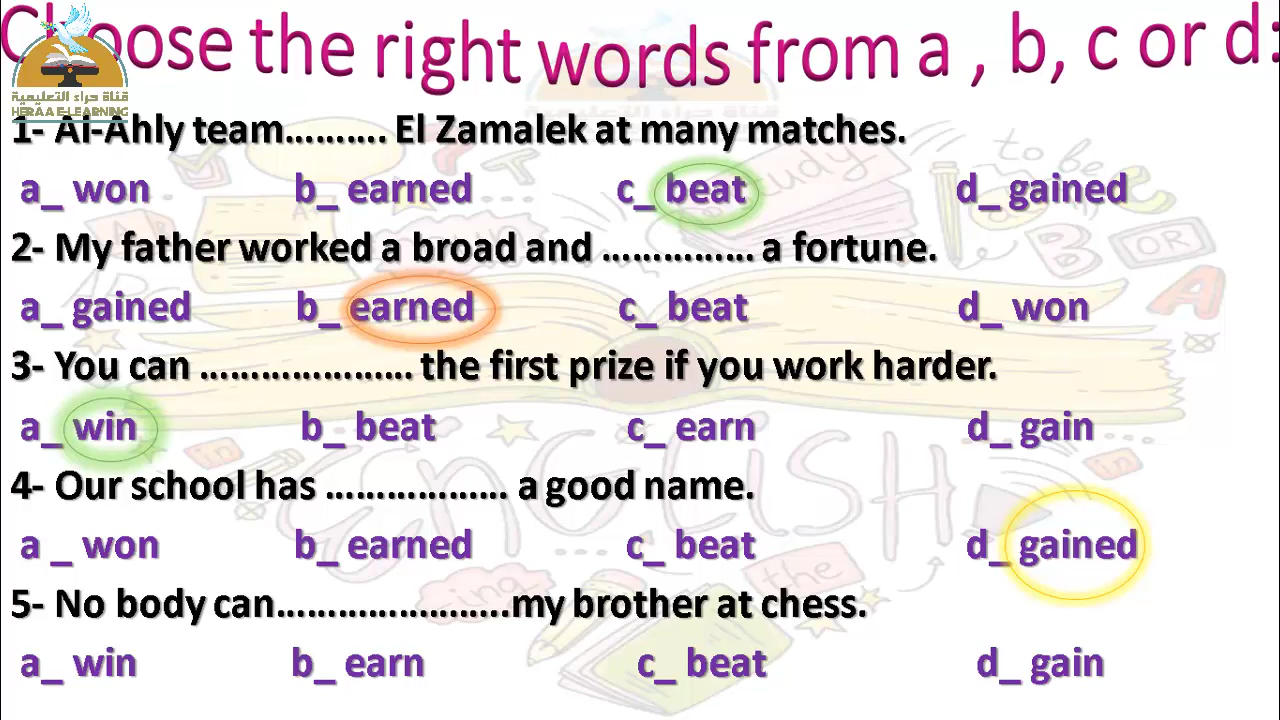 Choose the right words from a , b, c or d:
قناة حراء التعليمية
HERAA E-LEARNING
1- Al-Ahly team.......... El Zamalek at many matches.
a_ won b_ earned c_ beat d_ gained
2- My father worked a broad and ............... a fortune.
a_ gained b_ earned c_ beat d_ won
3- You can ..................... the first prize if you work harder.
a_ win b_ beat c_ earn d_ gain
4- Our school has .................. a good name.
a _ won b_ earned c_ beat d_ gained
5- No body can.......................my brother at chess.
a_ win b_ earn c_ beat d_ gain